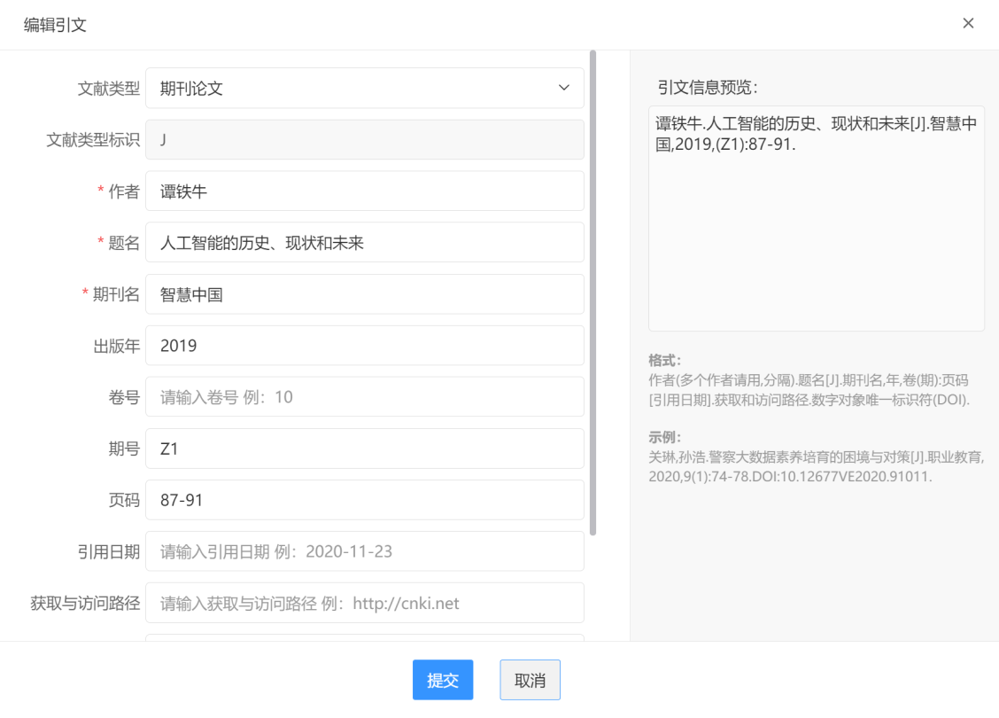 编辑引文
文献类型 期刊论文
文献类型标识 J
* 作者 谭铁牛
* 题名 人工智能的历史、现状和未来
* 期刊名 智慧中国
出版年 2019
卷号 请输入卷号 例：10
期号 Z1
页码 87-91
引用日期 请输入引用日期 例：2020-11-23
获取与访问路径 请输入获取与访问路径 例：http://cnki.net
引文信息预览：
谭铁牛.人工智能的历史、现状和未来[J].智慧中
国,2019,(Z1):87-91.
格式：
作者(多个作者请用,分隔).题名[J].期刊名,年,卷(期):页码
[引用日期].获取和访问路径.数字对象唯一标识符(DOI).
示例：
关琳,孙浩.警察大数据素养培育的困境与对策[J].职业教育,
2020,9(1):74-78.DOI:10.12677VE2020.91011.
提交 取消